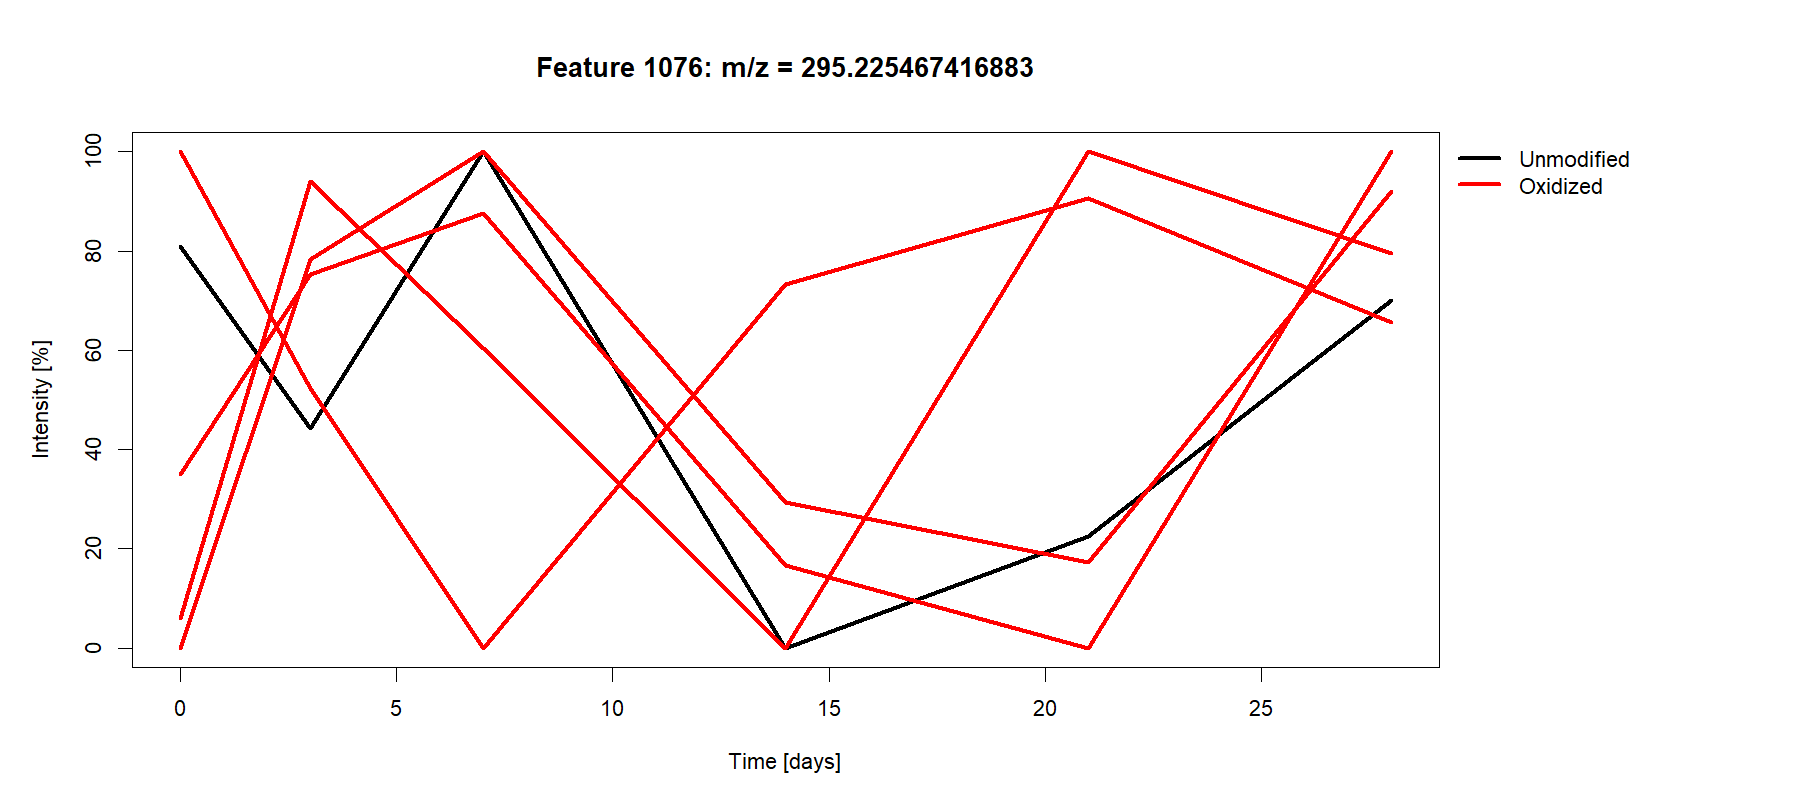 Feature 1076: m/z = 295.225467416883
100
80
60
40
20
0
Intensity [%]
0 5 10 15 20 25
Time [days]
Unmodified
Oxidized